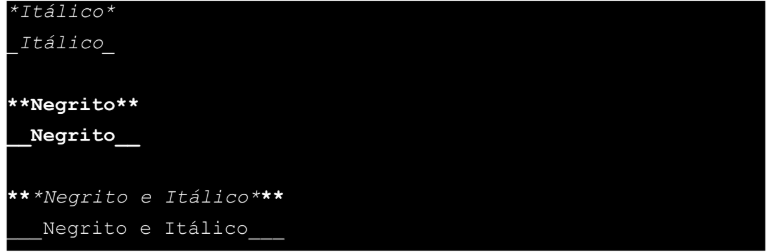 *Itálico*
_Itálico_
**Negrito**
__Negrito__
***Negrito e Itálico***
___Negrito e Itálico___